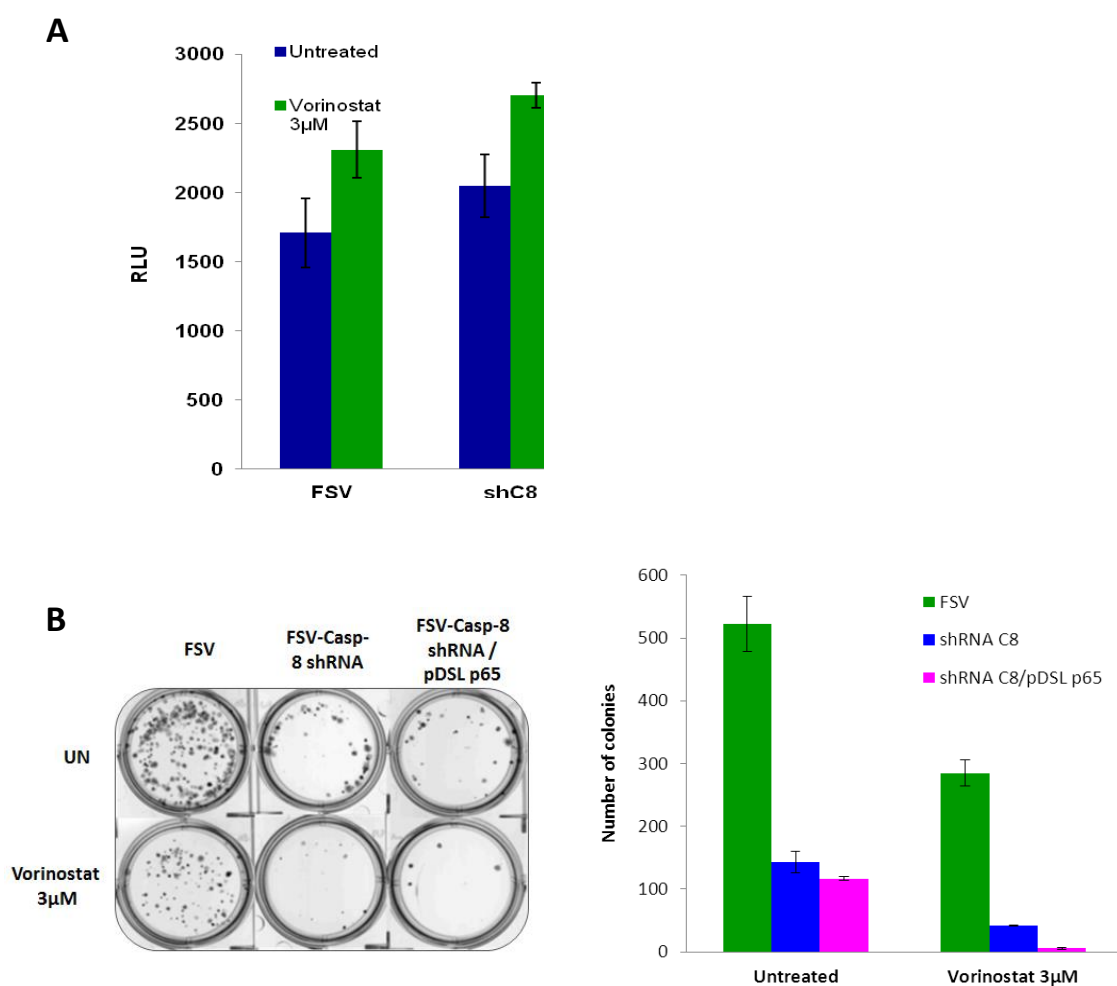 A
Untreated
Vorinostat
3µM
3000
2500
2000
1500
1000
500
0
RLU
FSV
shC8
B
FSV
FSV-Casp-
8 shRNA
FSV-Casp-8
shRNA /
pDSL p65
UN
Vorinostat
3µM
600
500
400
300
200
100
0
Number of colonies
FSV
shRNA C8
shRNA C8/pDSL p65
Untreated
Vorinostat 3µM